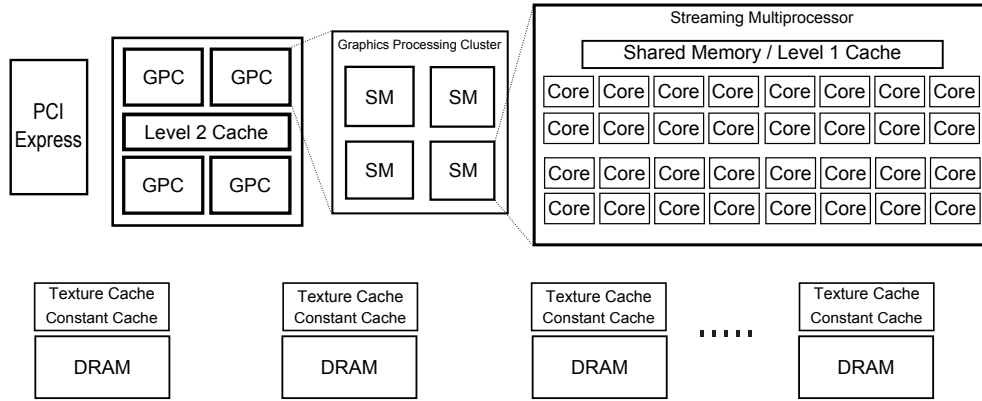 PCI
Express
GPC GPC
Level 2 Cache
GPC GPC
Graphics Processing Cluster
SM SM
SM SM
Streaming Multiprocessor
Shared Memory / Level 1 Cache
Core Core Core Core Core Core Core Core
Core Core Core Core Core Core Core Core
Core Core Core Core Core Core Core Core
Core Core Core Core Core Core Core Core
Texture Cache
Constant Cache
DRAM
Texture Cache
Constant Cache
DRAM
Texture Cache
Constant Cache
DRAM
Texture Cache
Constant Cache
DRAM